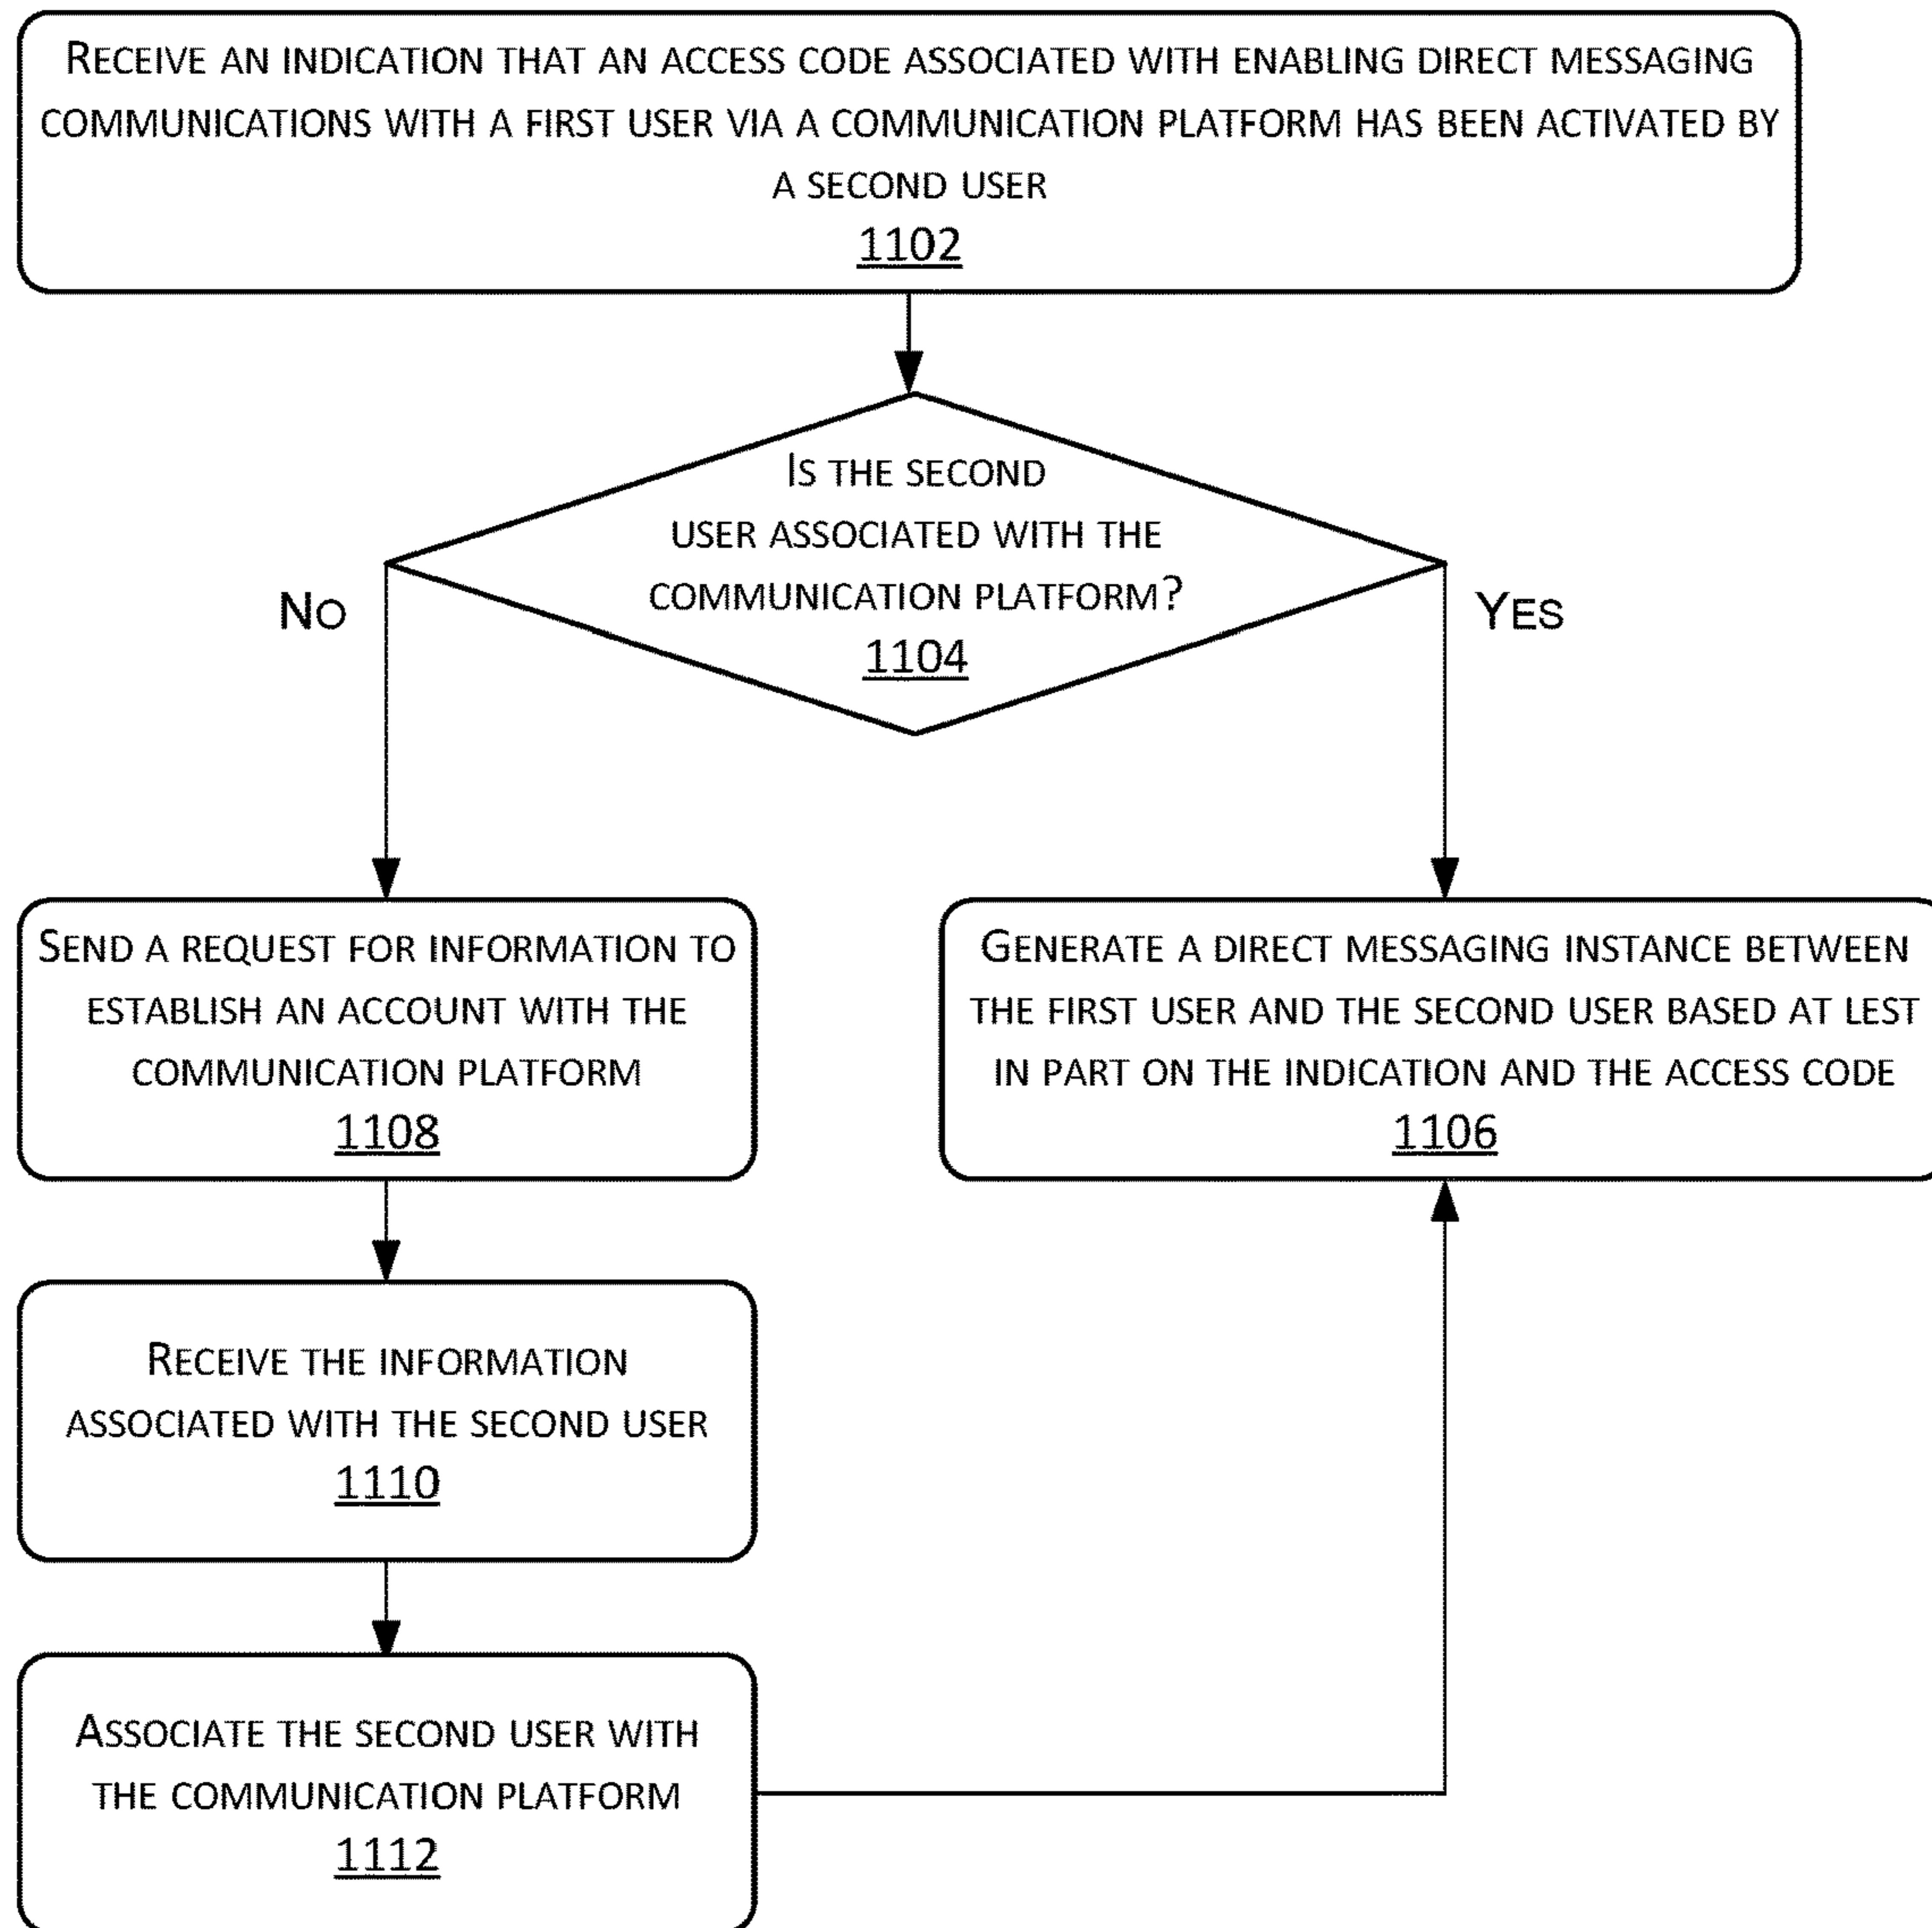 RECEIVE AN INDICATION THAT AN ACCESS CODE ASSOCIATED WITH ENABLING DIRECT MESSAGING
COMMUNICATIONS WITH A FIRST USER VIA A COMMUNICATION PLATFORM HAS BEEN ACTIVATED BY
A SECOND USER
1102
IS THE SECOND
USER ASSOCIATED WITH THE
COMMUNICATION PLATFORM?
1104
NO
YES
SEND A REQUEST FOR INFORMATION TO
ESTABLISH AN ACCOUNT WITH THE
COMMUNICATION PLATFORM
1108
GENERATE A DIRECT MESSAGING INSTANCE BETWEEN
THE FIRST USER AND THE SECOND USER BASED AT LEST
IN PART ON THE INDICATION AND THE ACCESS CODE
1106
RECEIVE THE INFORMATION
ASSOCIATED WITH THE SECOND USER
1110
ASSOCIATE THE SECOND USER WITH
THE COMMUNICATION PLATFORM
1112